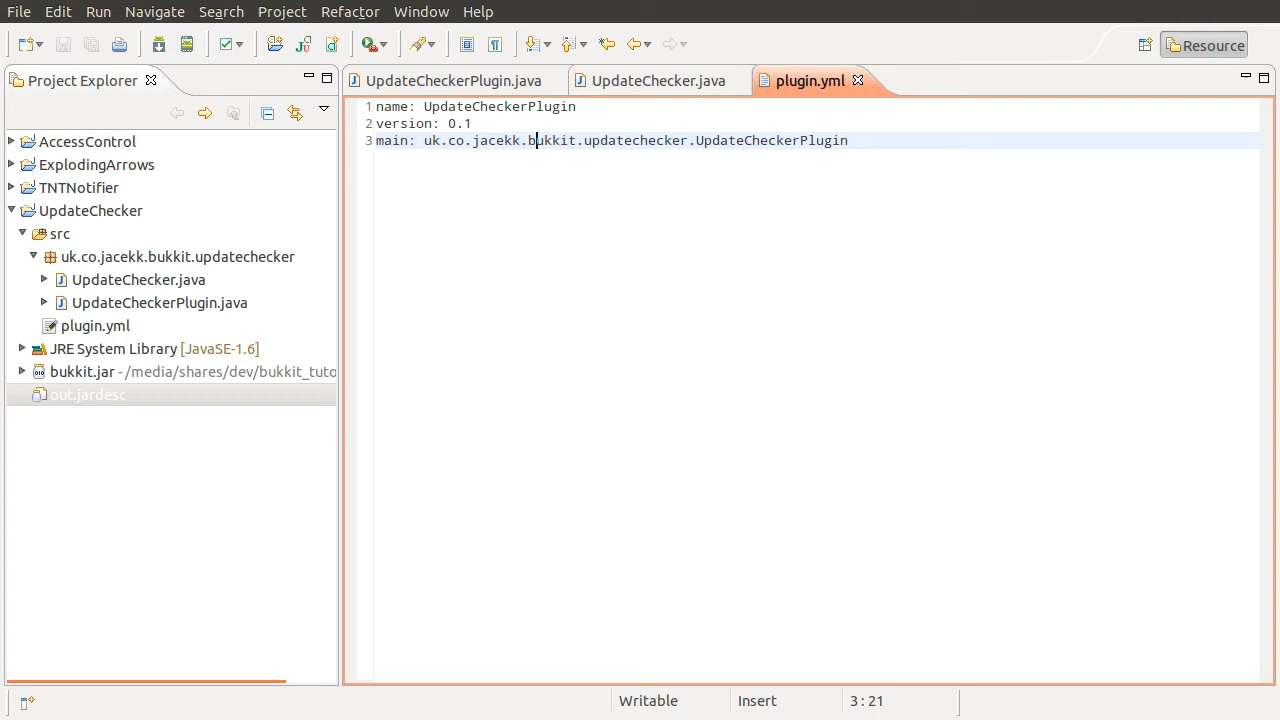 File Edit Run Navigate Search Project Refactor Window Help
Resource
Project Explorer
UpdateCheckerPlugin.java UpdateChecker.java plugin.yml
AccessControl
ExplodingArrows
TNTNotifier
UpdateChecker
src
uk.co.jacekk.bukkit.updatechecker
UpdateChecker.java
UpdateCheckerPlugin.java
plugin.yml
JRE System Library [JavaSE-1.6]
bukkit.jar - /media/shares/dev/bukkit_tuto
out.jardesc
1 name: UpdateCheckerPlugin
2 version: 0.1
3 main: uk.co.jacekk.bukkit.updatechecker.UpdateCheckerPlugin
Writable Insert 3 : 21